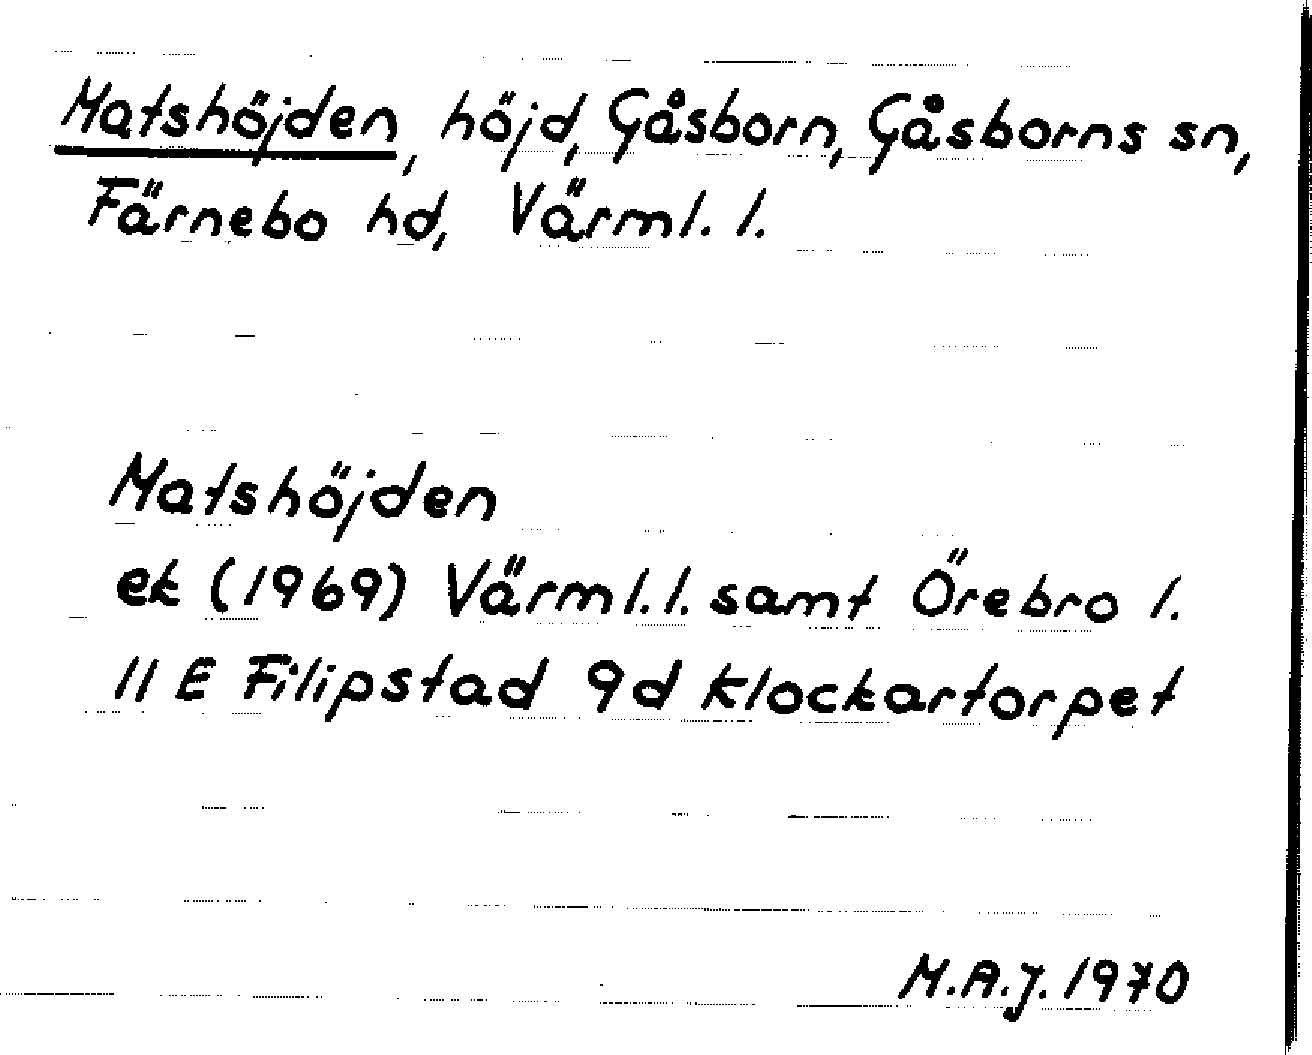 Matshöjden, höjd, Gåsborn, Gåsborns sn,
Färnebo hd, Värml. l.
Matshöjden
ek (1969) Värml. l. samt Örebro l.
11 E Filipstad 9d Klockartorpet
M.A.J. 1970